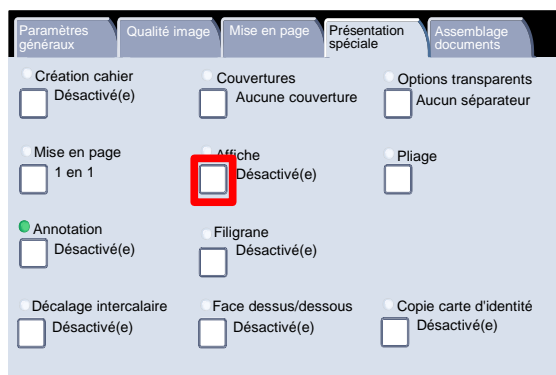 Paramètres
généraux
Qualité image
Mise en page
Présentation
spéciale
Assemblage
documents
Création cahier
Désactivé(e)
Couvertures
Aucune couverture
Options transparents
Aucun séparateur
Mise en page
1 en 1
Affiche
Désactivé(e)
Pliage
Annotation
Désactivé(e)
Filigrane
Désactivé(e)
Décalage intercalaire
Désactivé(e)
Face dessus/dessous
Désactivé(e)
Copie carte d'identité
Désactivé(e)